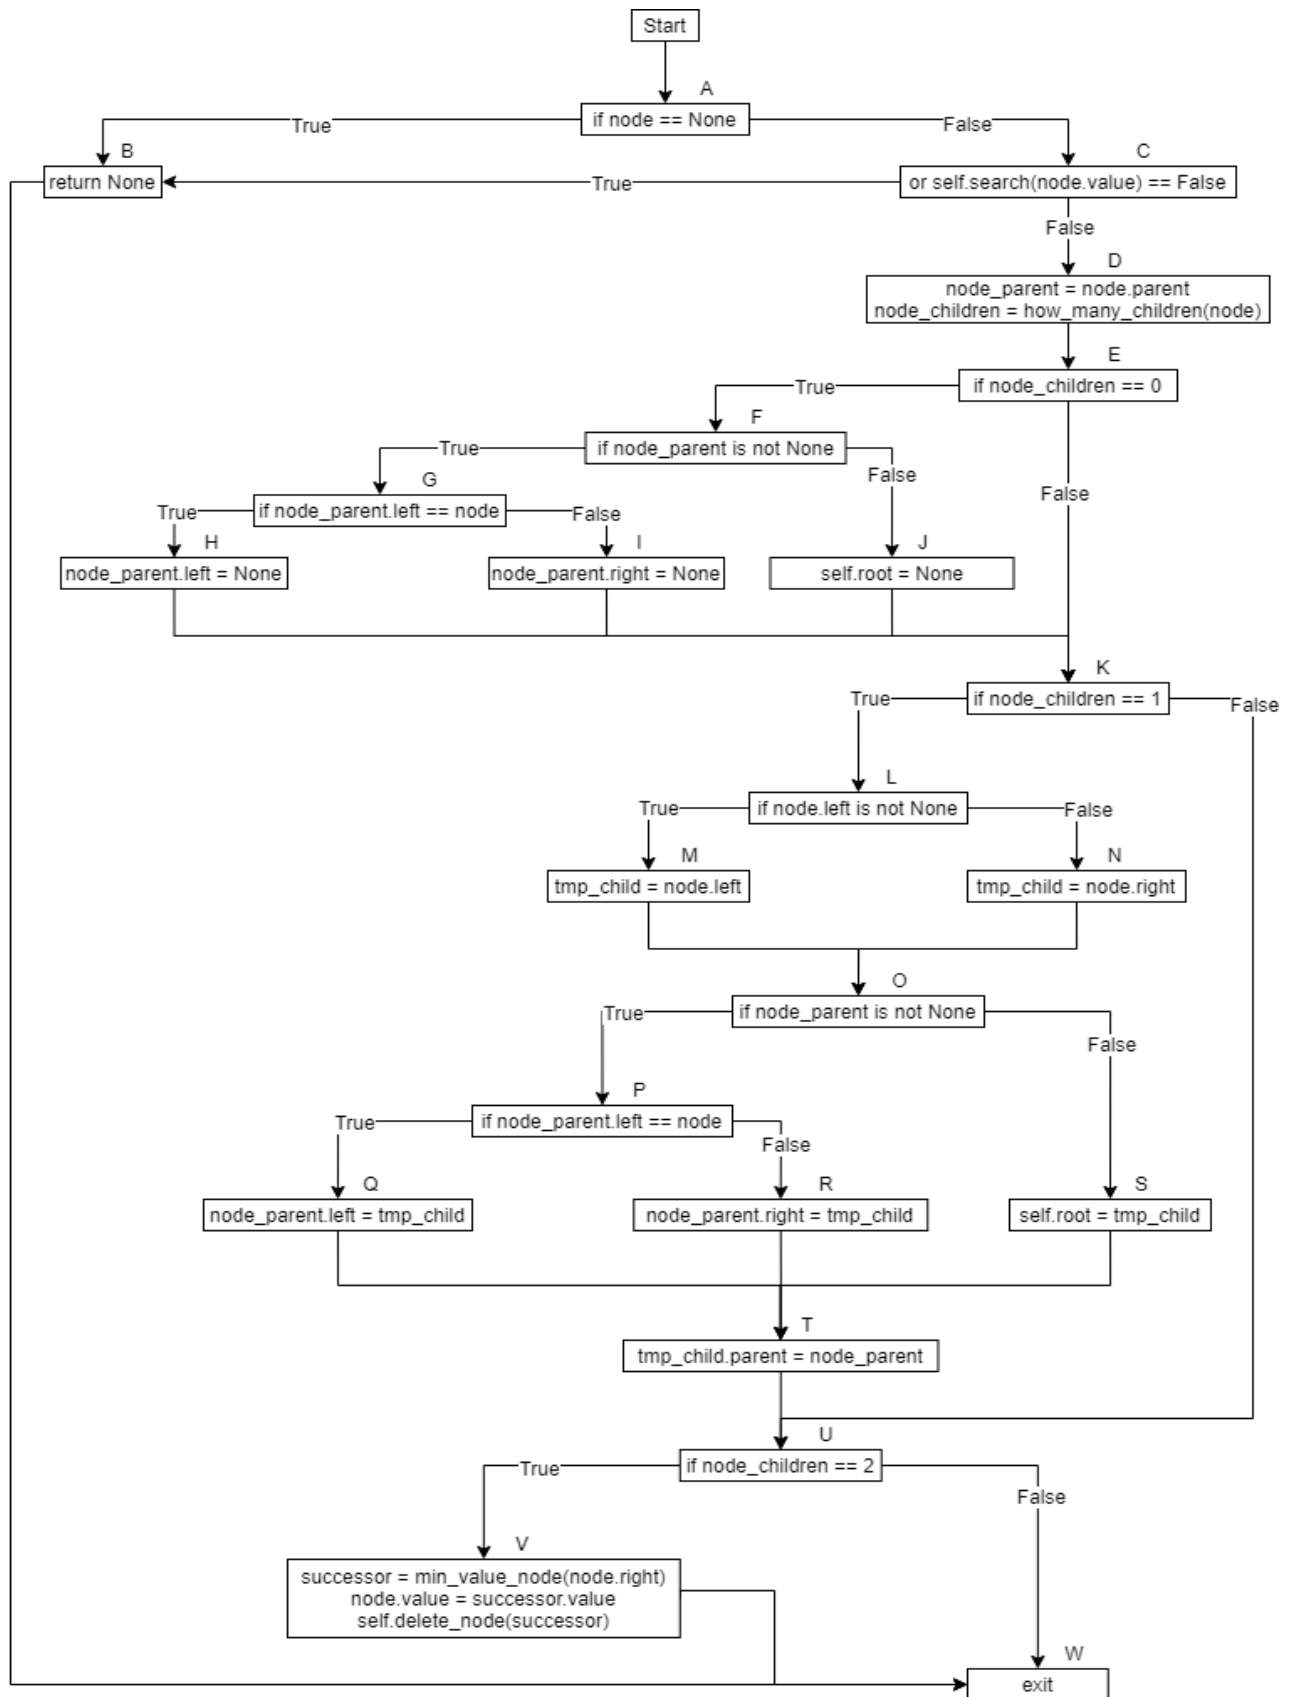 Start
A
if node == None
True
False
B
C
return None
True
or self.search(node.value) == False
False
D
node_parent = node.parent
node_children = how_many_children(node)
E
if node_children == 0
True
F
if node_parent is not None
True
False
False
G
if node_parent.left == node
True
False
H
I
J
node_parent.left = None
node_parent.right = None
self.root = None
K
if node_children == 1
True
False
L
if node.left is not None
True
False
M
N
tmp_child = node.left
tmp_child = node.right
O
if node_parent is not None
True
False
P
if node_parent.left == node
True
False
Q
R
S
node_parent.left = tmp_child
node_parent.right = tmp_child
self.root = tmp_child
T
tmp_child.parent = node_parent
U
if node_children == 2
True
False
V
successor = min_value_node(node.right)
node.value = successor.value
self.delete_node(successor)
W
exit